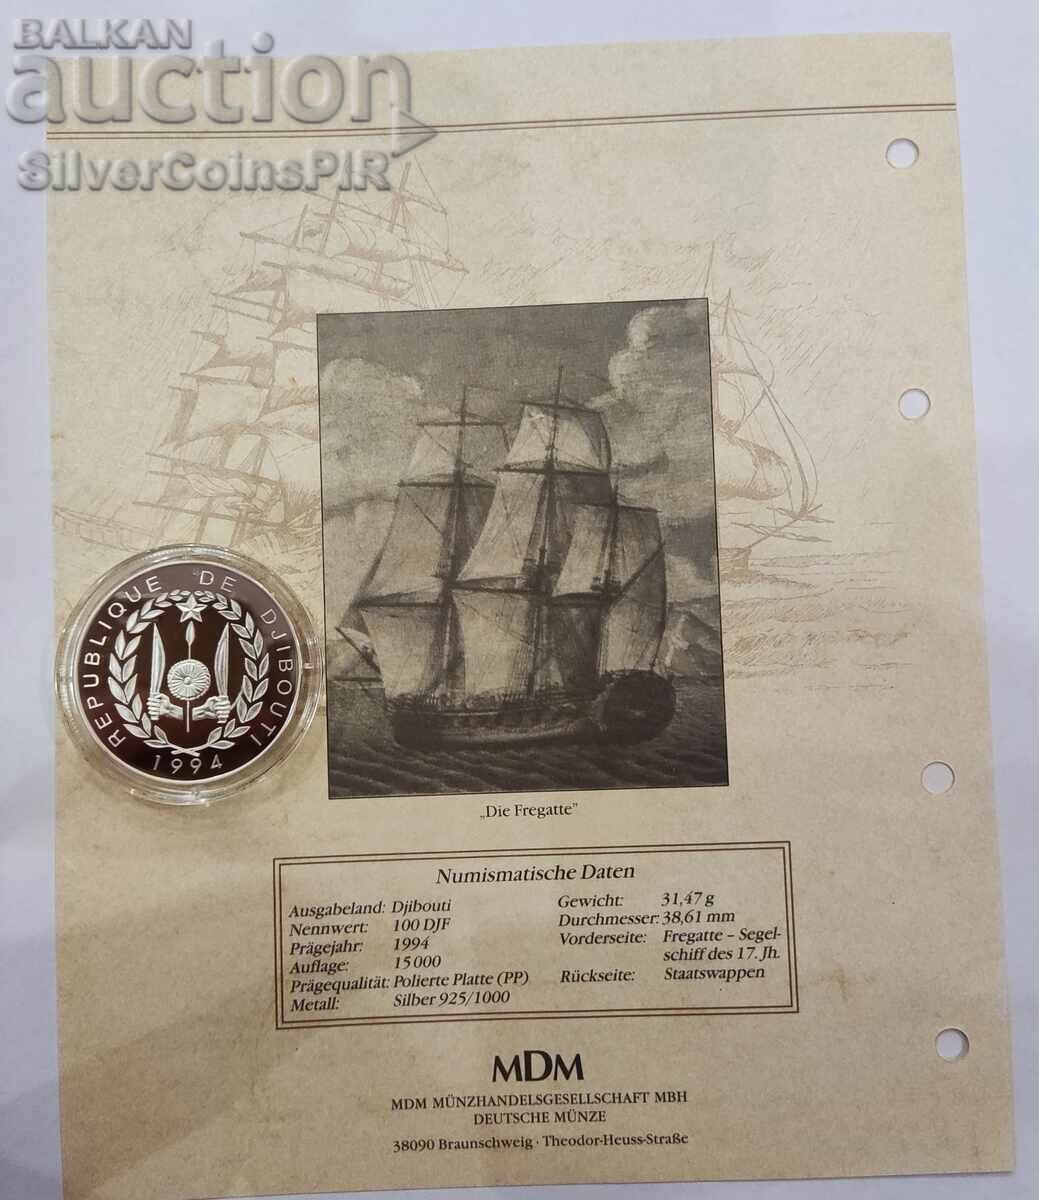 BALKAN
auction
SilverCoinsPIR
REPUBLIQUE DE DJIBOUTI
1994
„Die Fregatte”
Numismatische Daten
Ausgabeland: Djibouti
Nennwert: 100 DJF
Prägejahr: 1994
Auflage: 15 000
Prägequalität: Polierte Platte (PP)
Metall: Silber 925/1000
Gewicht: 31,47 g
Durchmesser: 38,61 mm
Vorderseite: Fregatte – Segel-
schiff des 17. Jh.
Rückseite: Staatswappen
MDM
MDM MÜNZHANDELSGESELLSCHAFT MBH
DEUTSCHE MÜNZE
38090 Braunschweig · Theodor-Heuss-Straße